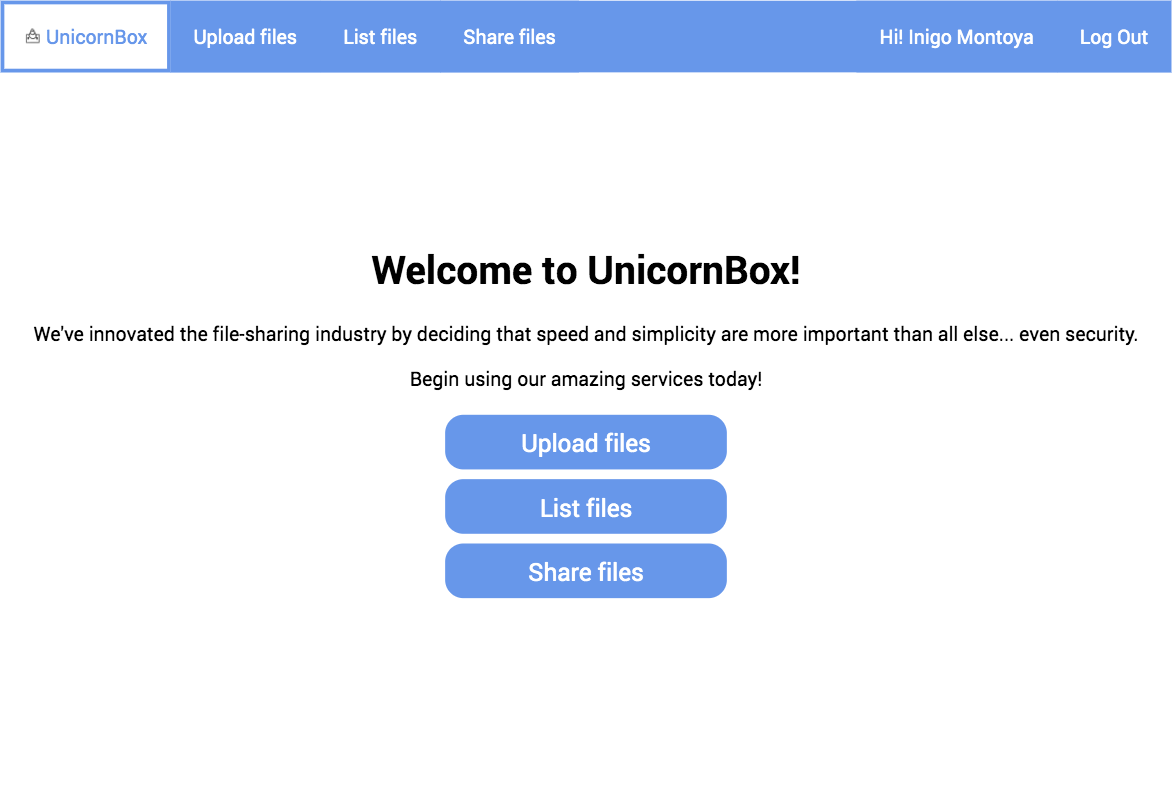 UnicornBox Upload files List files Share files Hi! Inigo Montoya Log Out
Welcome to UnicornBox!
We've innovated the file-sharing industry by deciding that speed and simplicity are more important than all else... even security.
Begin using our amazing services today!
Upload files
List files
Share files